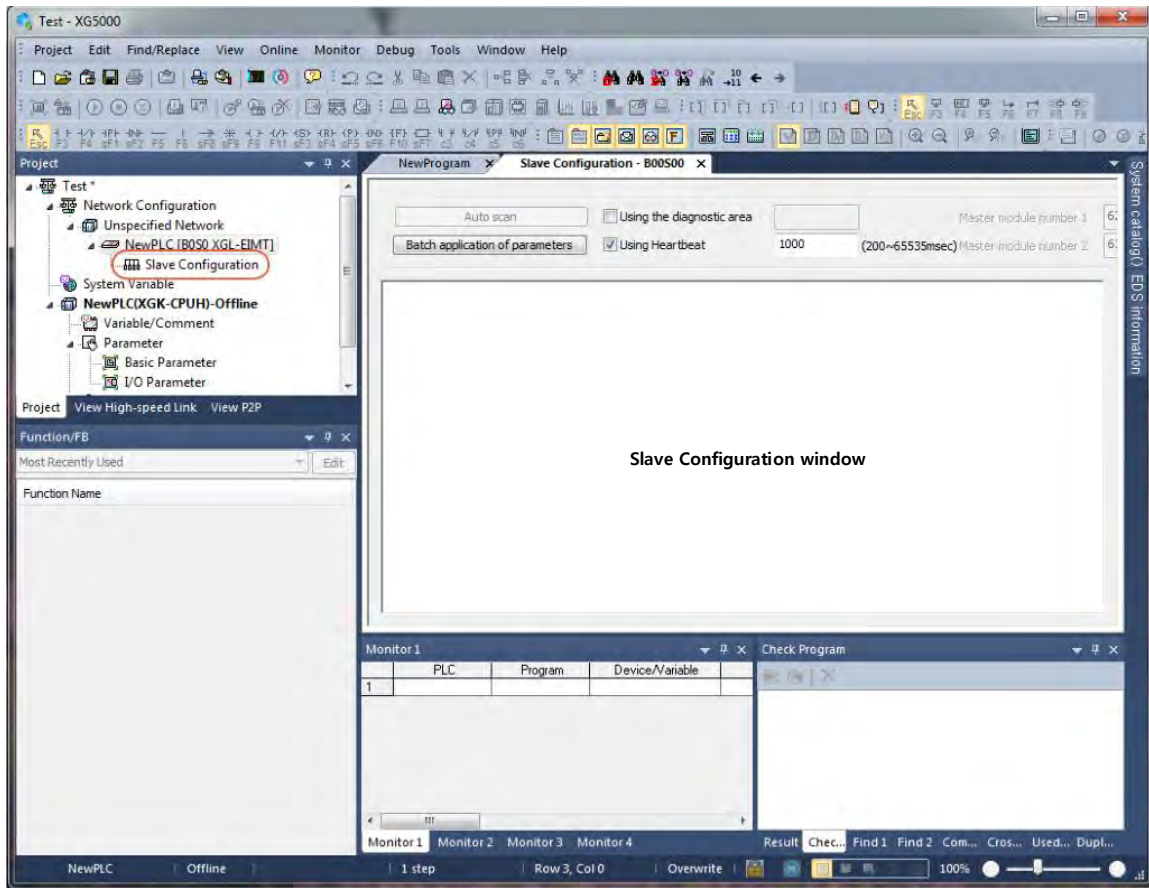 Test - XG5000
Project Edit Find/Replace View Online Monitor Debug Tools Window Help
Project
NewProgram
Slave Configuration - B00S00
Test *
Network Configuration
Unspecified Network
NewPLC [B0S0 XGL-EIMT]
Slave Configuration
System Variable
NewPLC(XGK-CPUH)-Offline
Variable/Comment
Parameter
Basic Parameter
I/O Parameter
Project View High-speed Link View P2P
Auto scan
Using the diagnostic area
Master module number 1
Batch application of parameters
Using Heartbeat
1000
(200~65535msec)
Master module number 2
System catalog()
EDS information
Slave Configuration window
Function/FB
Most Recently Used
Edit
Function Name
Monitor 1
PLC Program Device/Variable
1
Check Program
Monitor 1 Monitor 2 Monitor 3 Monitor 4
Result Chec... Find 1 Find 2 Com... Cros... Used... Dupl...
NewPLC Offline 1 step Row 3, Col 0 Overwrite 100%